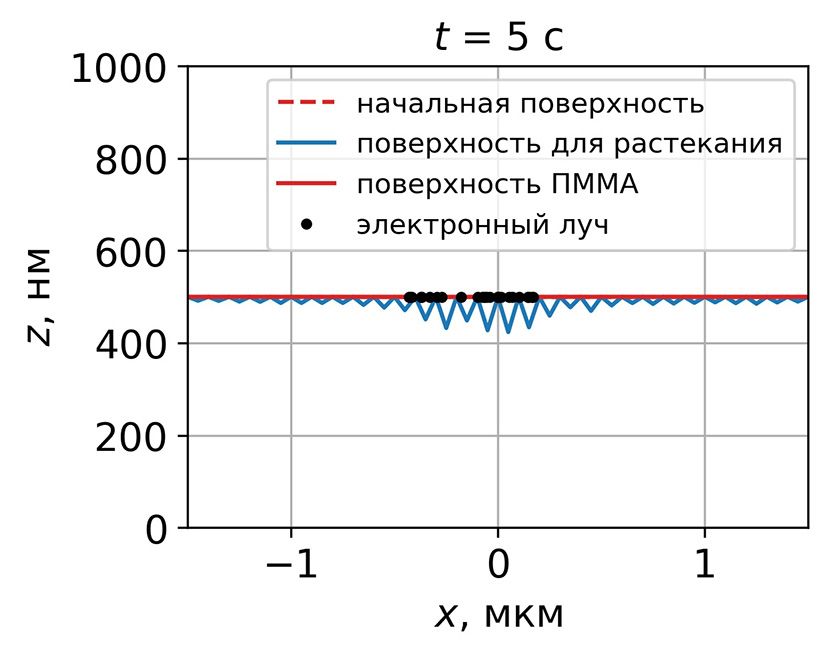 t = 5 с
1000
800
600
400
200
0
z, нм
начальная поверхность
поверхность для растекания
поверхность ПММА
электронный луч
−1 0 1
x, мкм